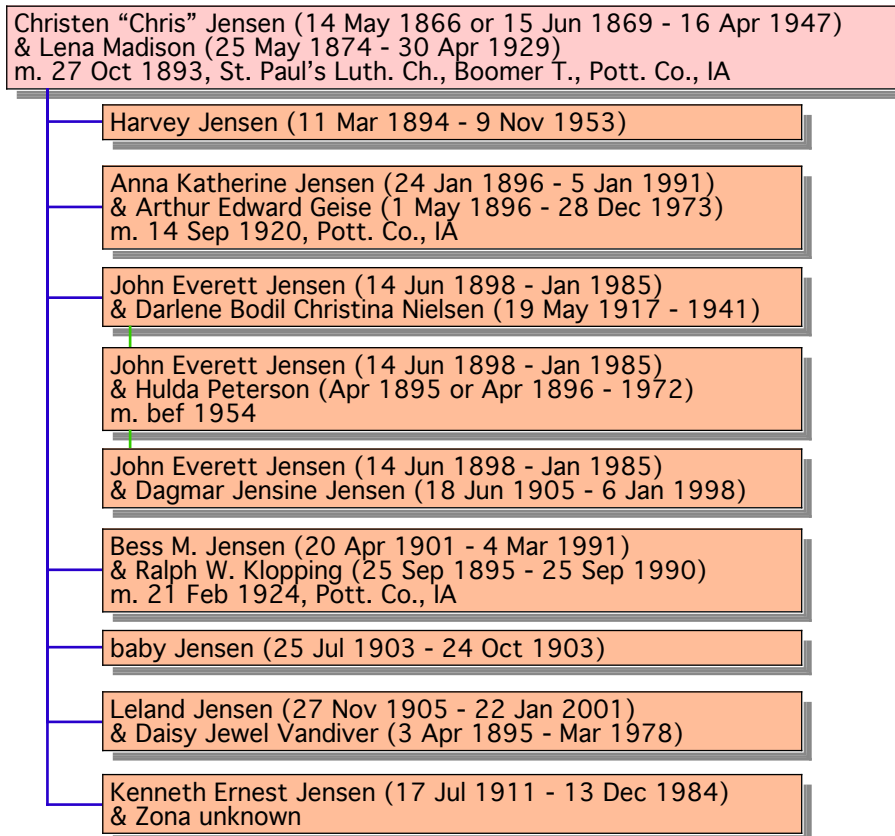 Christen “Chris” Jensen (14 May 1866 or 15 Jun 1869 - 16 Apr 1947)
& Lena Madison (25 May 1874 - 30 Apr 1929)
m. 27 Oct 1893, St. Paul’s Luth. Ch., Boomer T., Pott. Co., IA
Harvey Jensen (11 Mar 1894 - 9 Nov 1953)
Anna Katherine Jensen (24 Jan 1896 - 5 Jan 1991)
& Arthur Edward Geise (1 May 1896 - 28 Dec 1973)
m. 14 Sep 1920, Pott. Co., IA
John Everett Jensen (14 Jun 1898 - Jan 1985)
& Darlene Bodil Christina Nielsen (19 May 1917 - 1941)
John Everett Jensen (14 Jun 1898 - Jan 1985)
& Hulda Peterson (Apr 1895 or Apr 1896 - 1972)
m. bef 1954
John Everett Jensen (14 Jun 1898 - Jan 1985)
& Dagmar Jensine Jensen (18 Jun 1905 - 6 Jan 1998)
Bess M. Jensen (20 Apr 1901 - 4 Mar 1991)
& Ralph W. Klopping (25 Sep 1895 - 25 Sep 1990)
m. 21 Feb 1924, Pott. Co., IA
baby Jensen (25 Jul 1903 - 24 Oct 1903)
Leland Jensen (27 Nov 1905 - 22 Jan 2001)
& Daisy Jewel Vandiver (3 Apr 1895 - Mar 1978)
Kenneth Ernest Jensen (17 Jul 1911 - 13 Dec 1984)
& Zona unknown